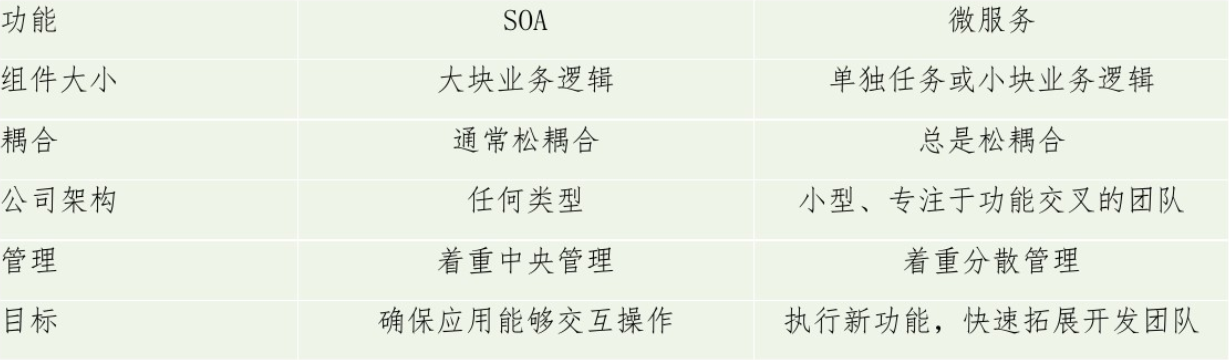 功能 SOA 微服务
组件大小 大块业务逻辑 单独任务或小块业务逻辑
耦合 通常松耦合 总是松耦合
公司架构 任何类型 小型、专注于功能交叉的团队
管理 着重中央管理 着重分散管理
目标 确保应用能够交互操作 执行新功能，快速拓展开发团队